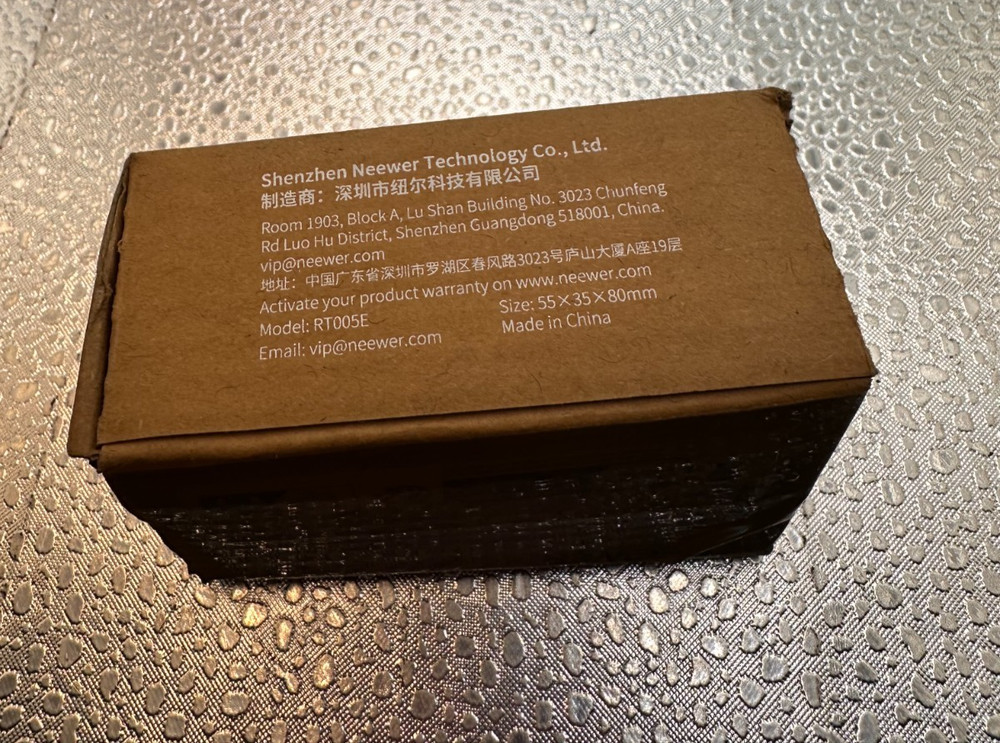 Shenzhen Neewer Technology Co., Ltd.
制造商：深圳市纽尔科技有限公司
Room 1903, Block A, Lu Shan Building No. 3023 Chunfeng
Rd Luo Hu District, Shenzhen Guangdong 518001, China.
vip@neewer.com
地址：中国广东省深圳市罗湖区春风路3023号庐山大厦A座19层
Activate your product warranty on www.neewer.com
Model: RT005E Size: 55×35×80mm
Email: vip@neewer.com Made in China